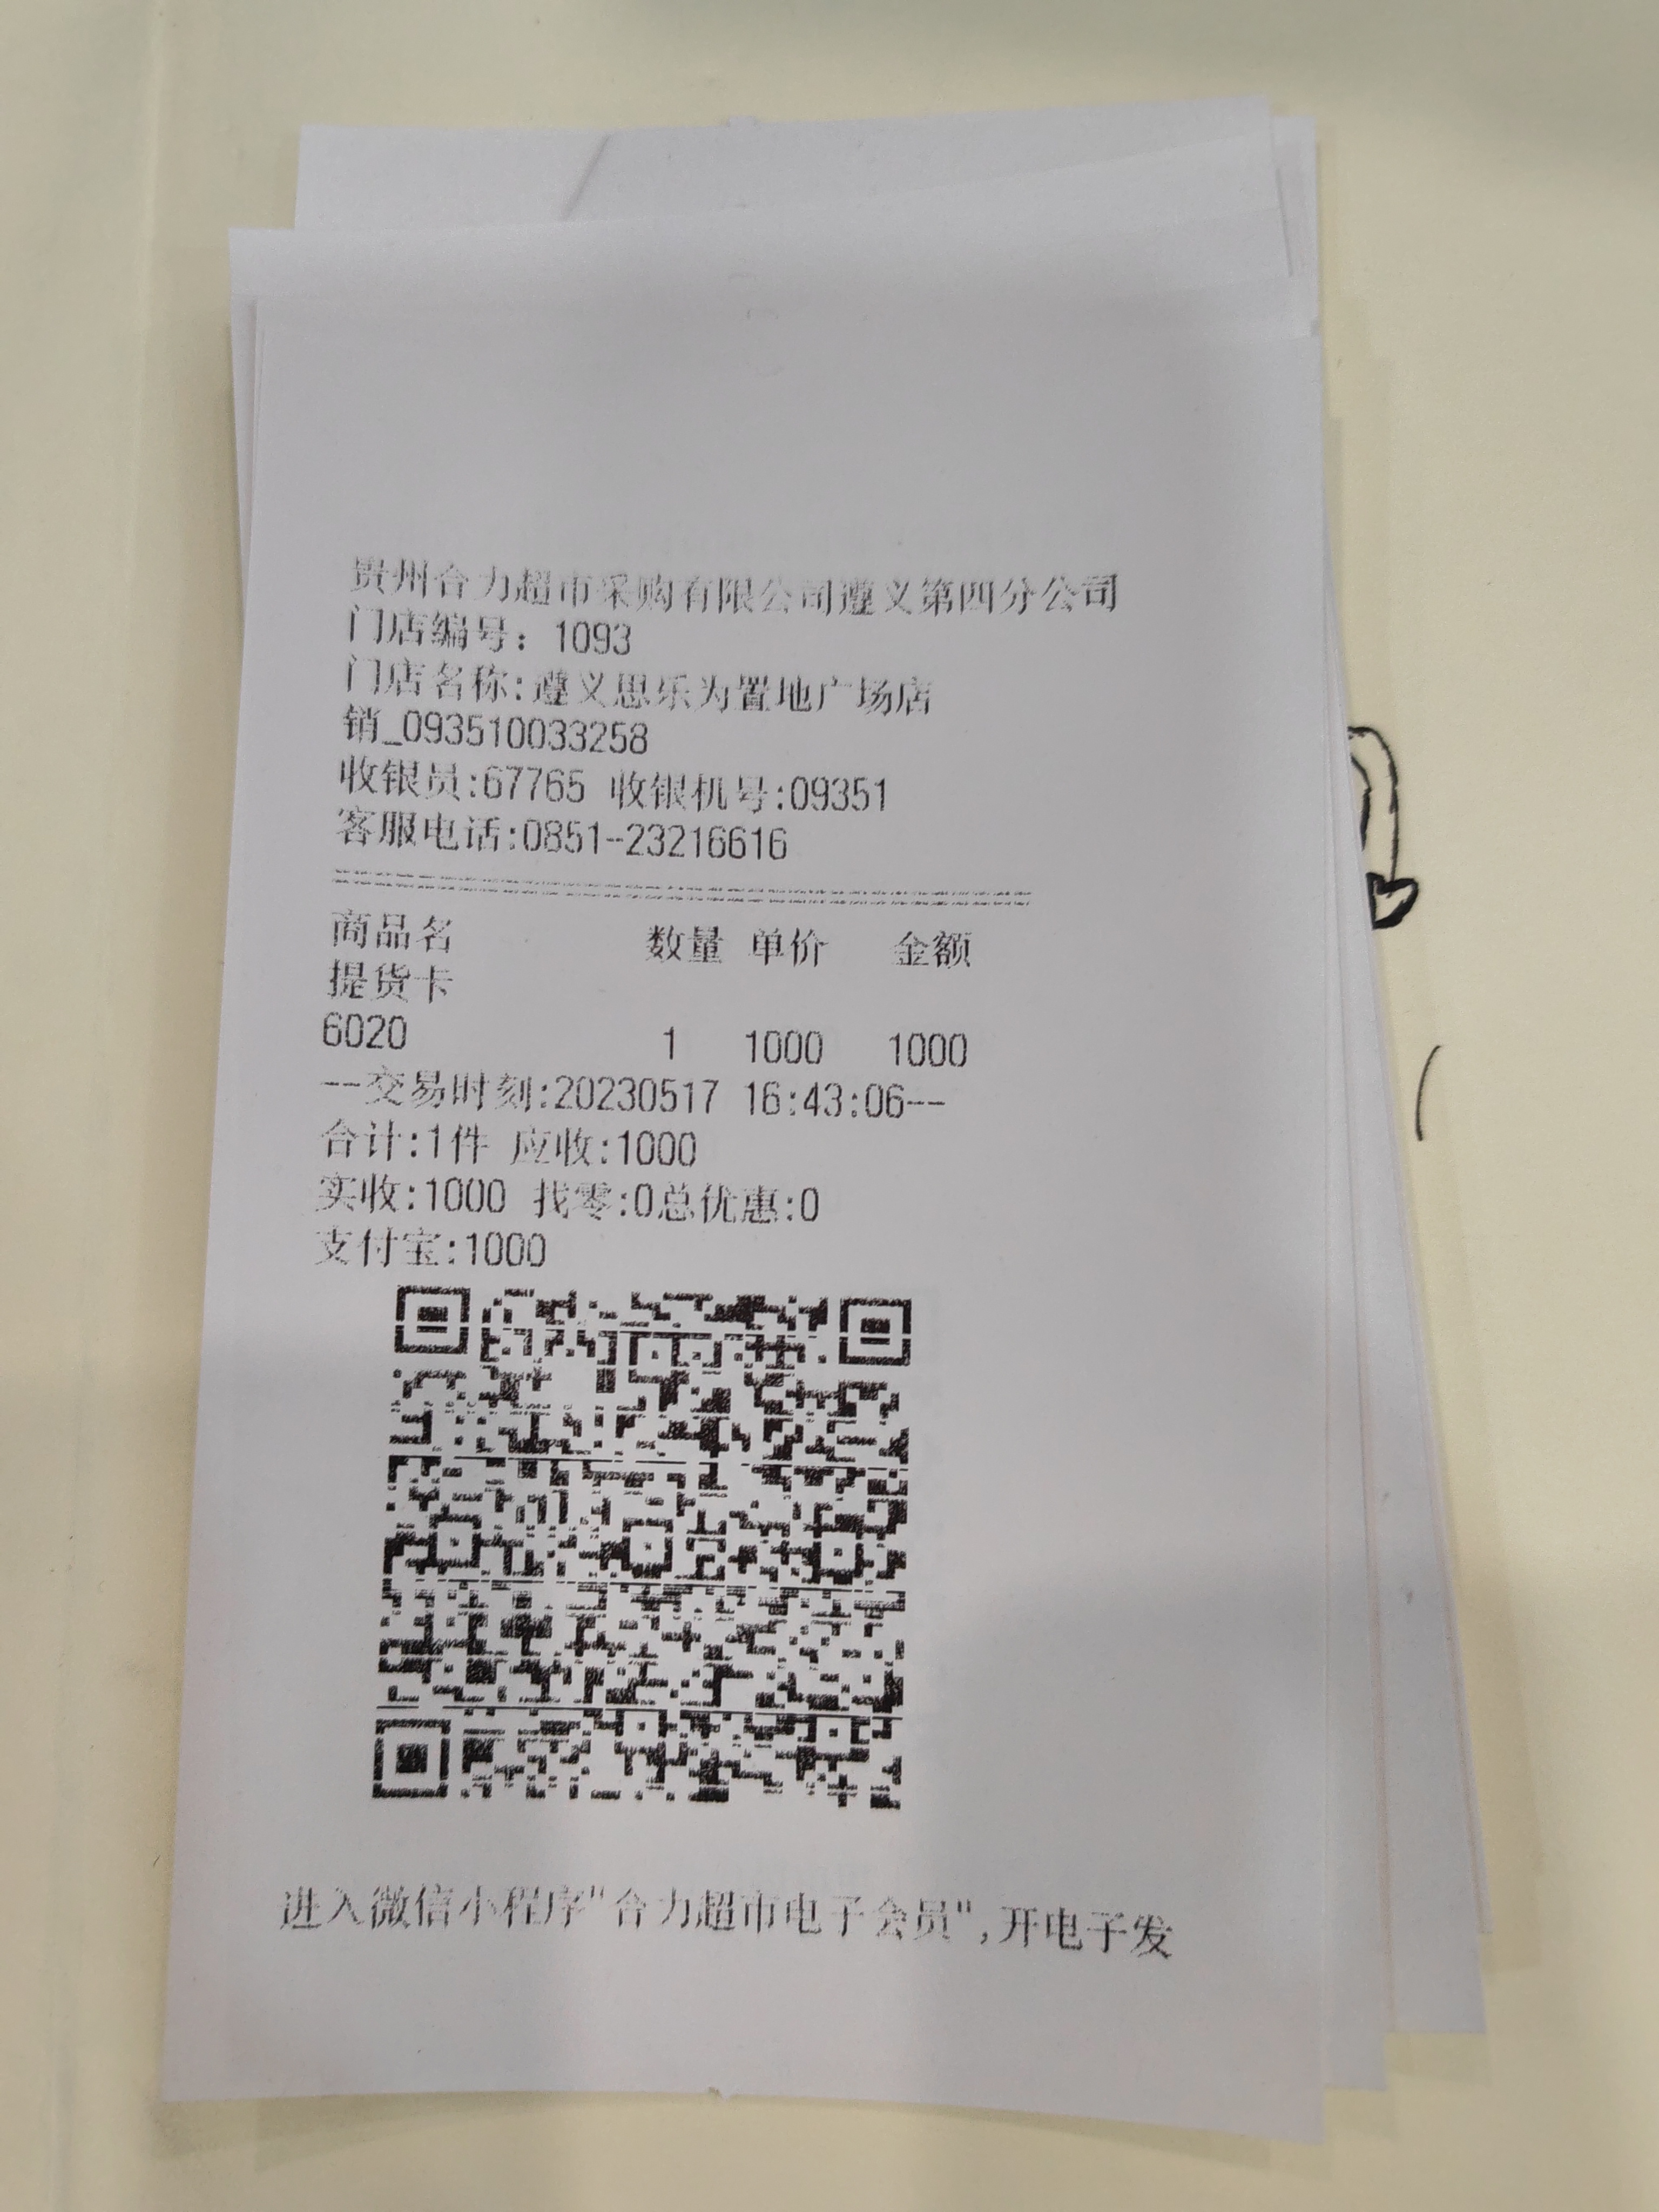 贵州合力超市采购有限公司遵义第四分公司
门店编号：1093
门店名称:遵义思乐为置地广场店
销_093510033258
收银员:67765 收银机号:09351
客服电话:0851-23216616
商品名 数量 单价 金额
提货卡
6020 1 1000 1000
--交易时刻:20230517 16:43:06--
合计:1件 应收:1000
实收:1000 找零:0总优惠:0
支付宝:1000
进入微信小程序"合力超市电子会员",开电子发